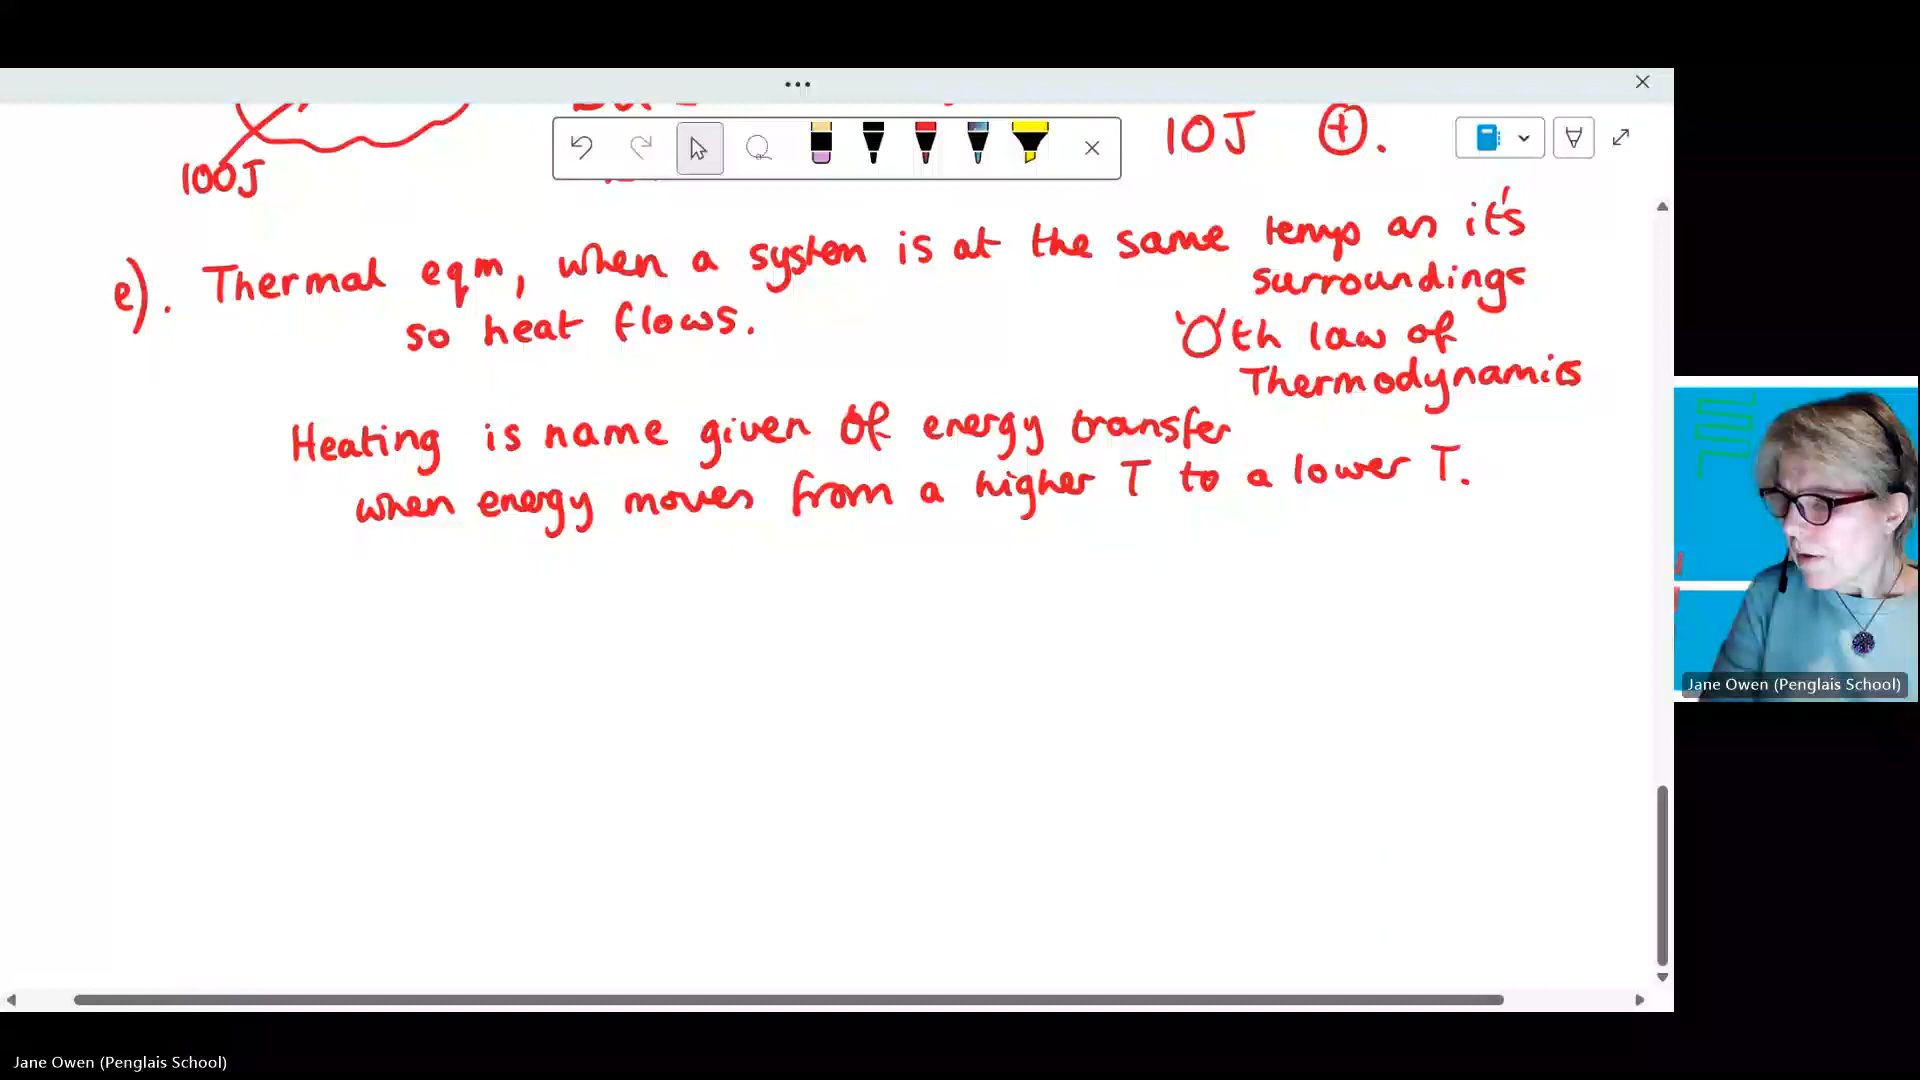 10J +.
100J
e). Thermal eqm, when a system is at the same temp as it's
surroundings
so heat flows.
'0'th law of
Thermodynamics
Heating is name given of energy transfer
when energy moves from a higher T to a lower T.
Jane Owen (Penglais School)
Jane Owen (Penglais School)